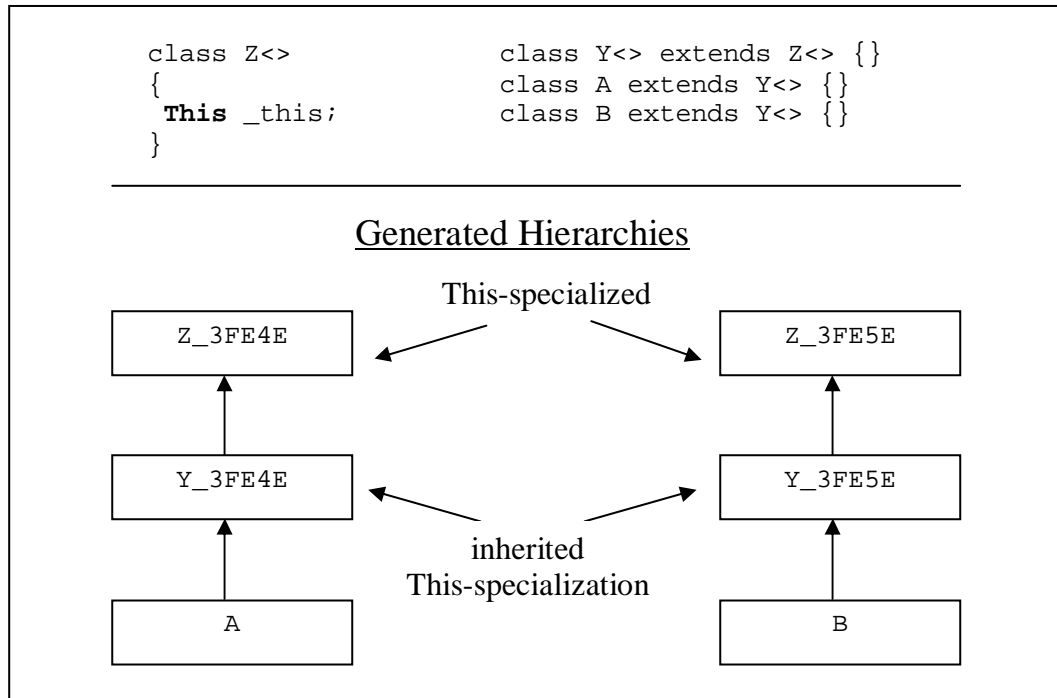 class Z<>
{
This _this;
}
class Y<> extends Z<> {}
class A extends Y<> {}
class B extends Y<> {}
Generated Hierarchies
This-specialized
Z_3FE4E
Z_3FE5E
Y_3FE4E
Y_3FE5E
inherited
This-specialization
A
B